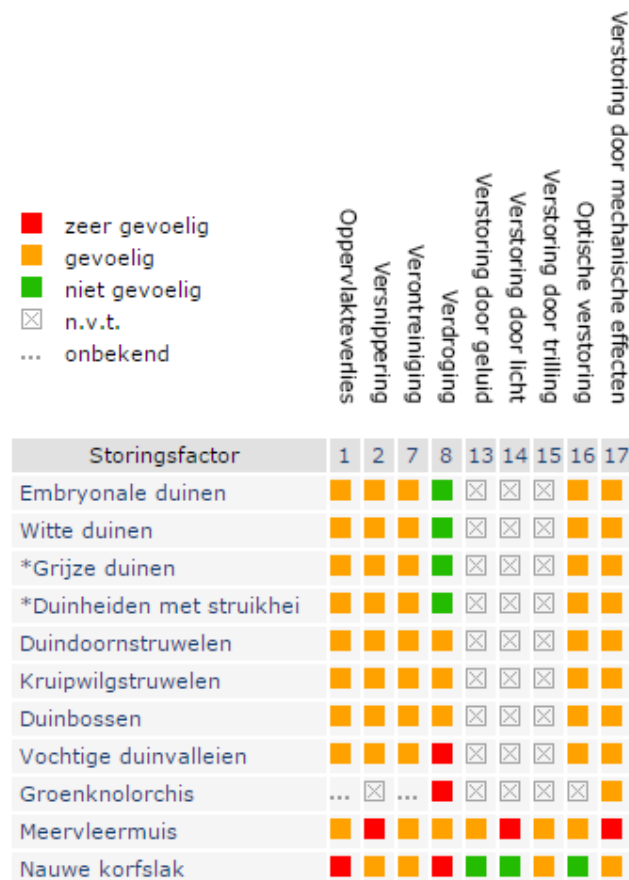 Oppervlakteverlies
Versnippering
Verontreiniging
Verdroging
Verstoring door geluid
Verstoring door licht
Verstoring door trilling
Optische verstoring
Verstoring door mechanische effecten
zeer gevoelig
gevoelig
niet gevoelig
n.v.t.
... onbekend
Storingsfactor 1 2 7 8 13 14 15 16 17
Embryonale duinen
Witte duinen
*Grijze duinen
*Duinheiden met struikhei
Duindoornstruwelen
Kruipwilgstruwelen
Duinbossen
Vochtige duinvalleien
Groenknolorchis ... ...
Meervleermuis
Nauwe korfslak